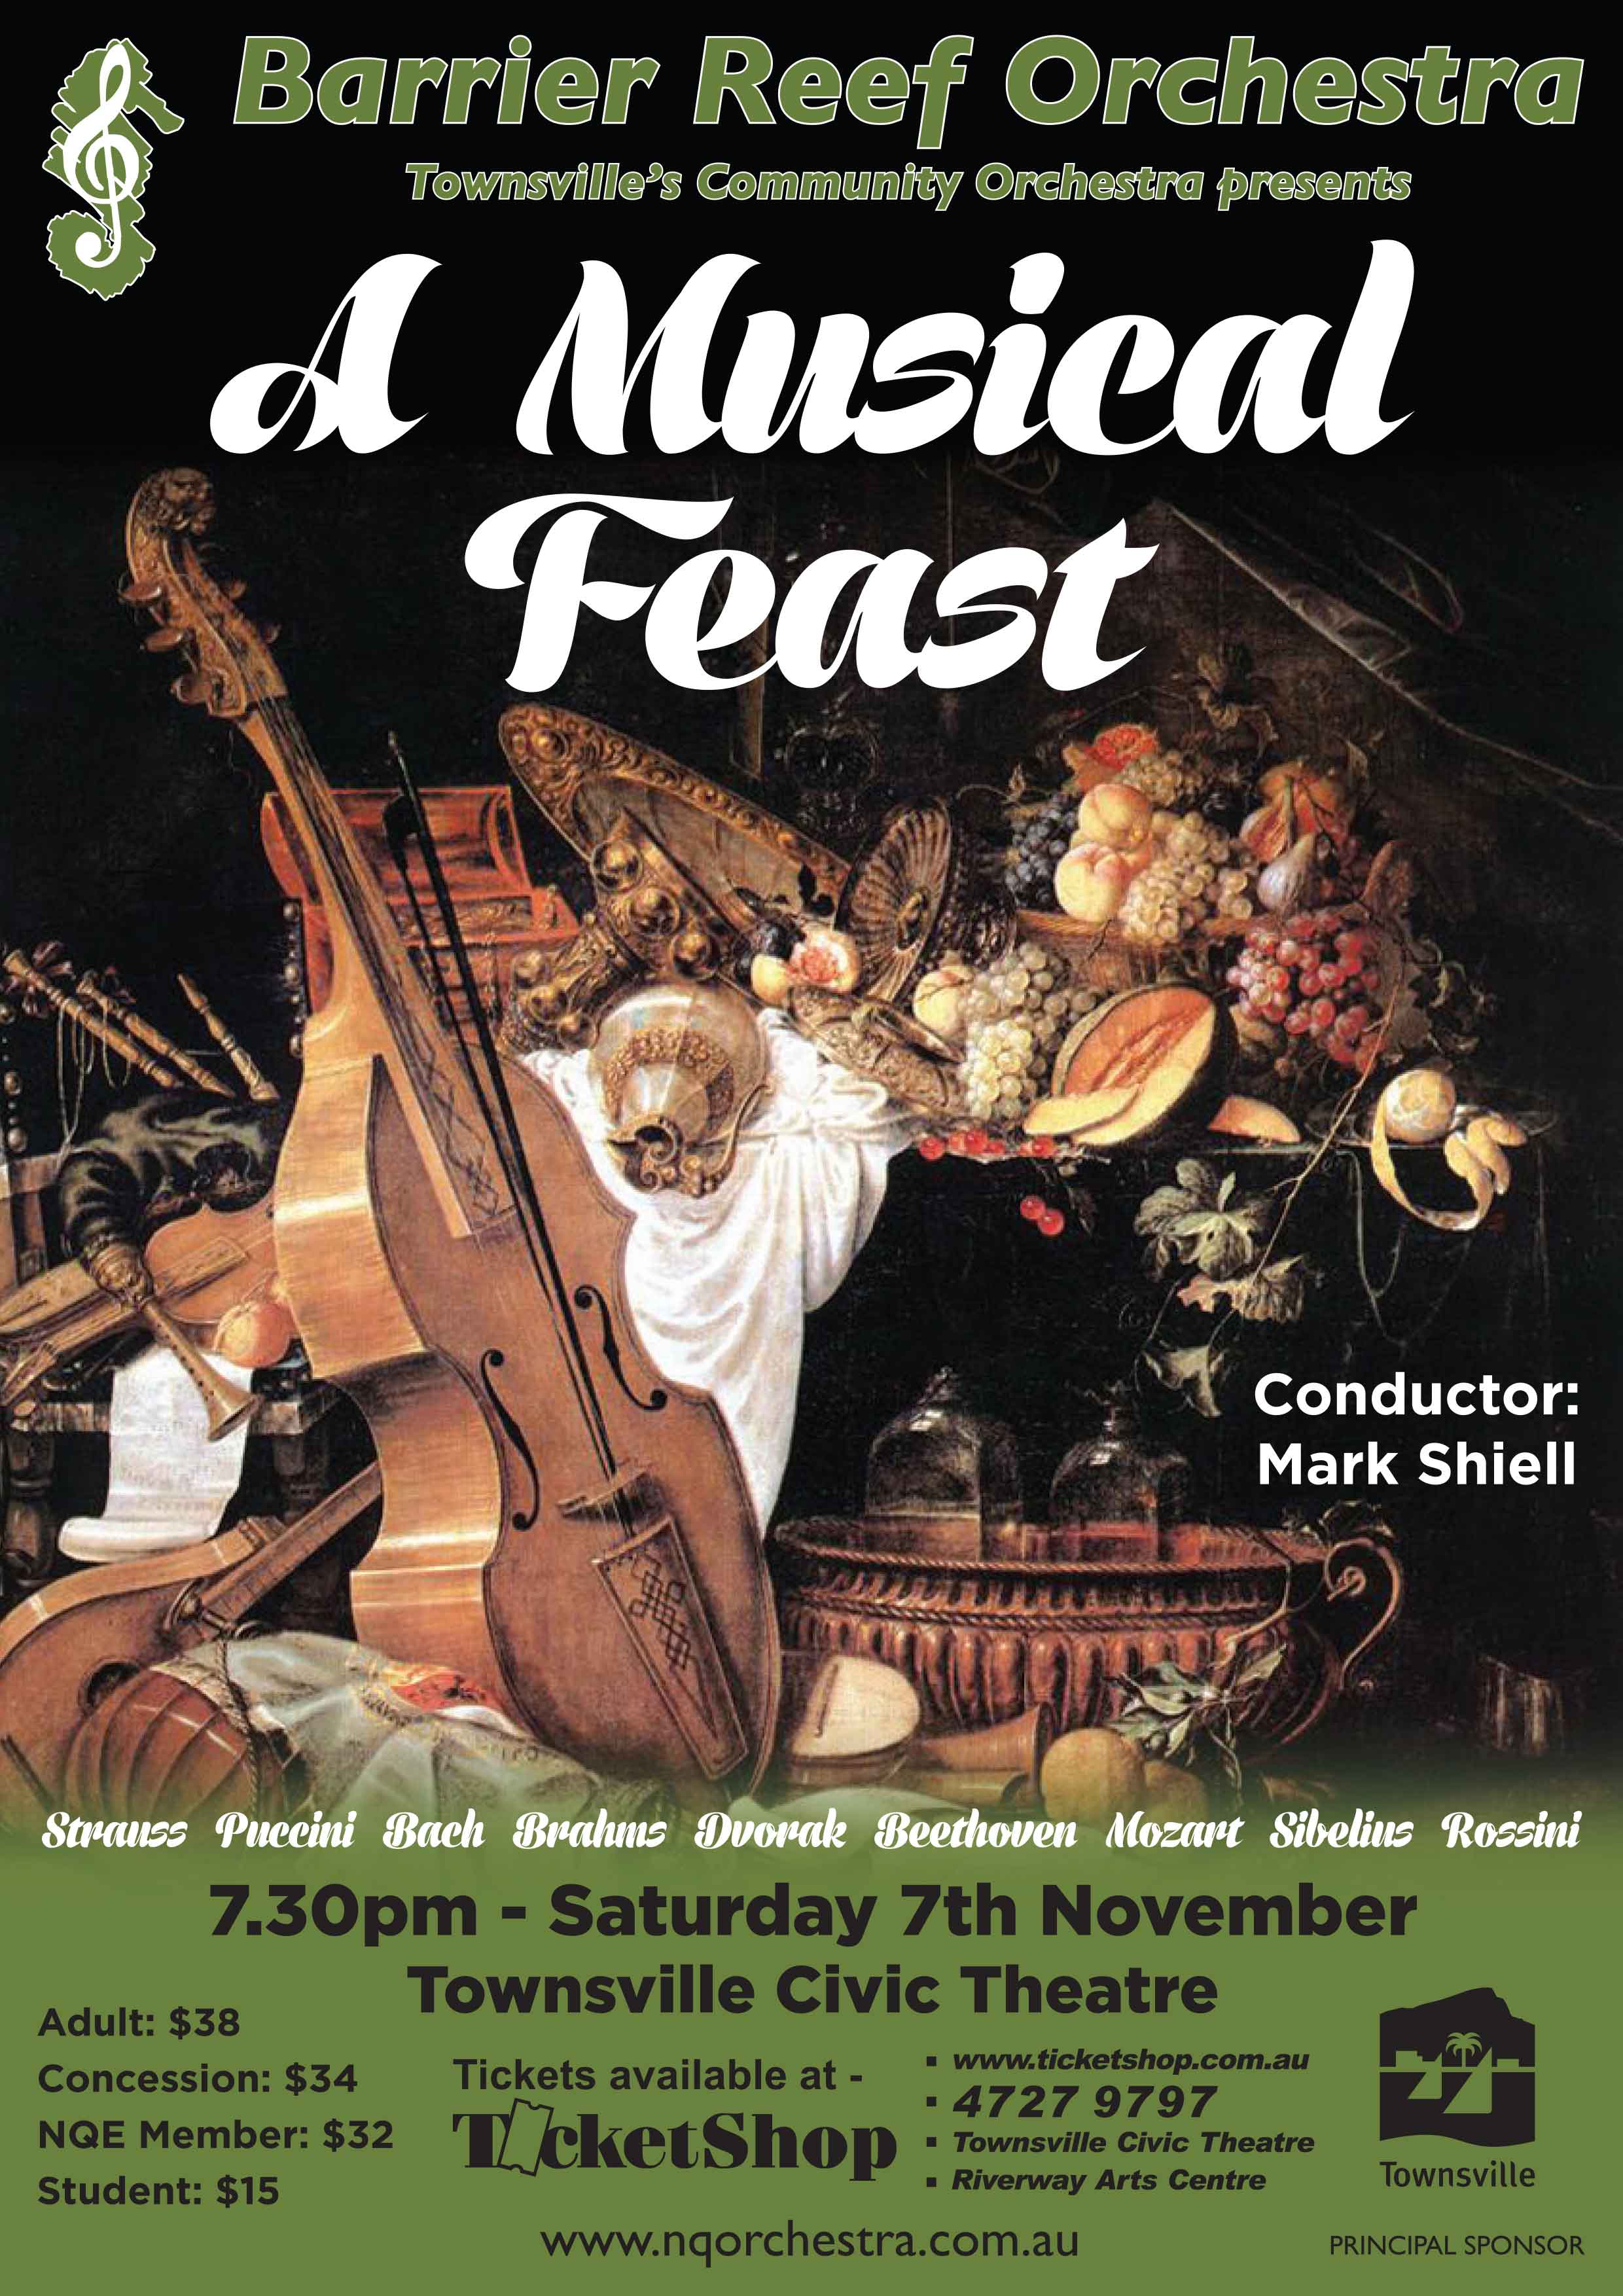 Barrier Reef Orchestra
Townsville's Community Orchestra presents
A Musical
Feast
Conductor:
Mark Shiell
Strauss Puccini Bach Brahms Dvorak Beethoven Mozart Sibelius Rossini
7.30pm - Saturday 7th November
Townsville Civic Theatre
Adult: $38
Concession: $34
NQE Member: $32
Student: $15
Tickets available at -
TicketShop
▪ www.ticketshop.com.au
▪ 4727 9797
▪ Townsville Civic Theatre
▪ Riverway Arts Centre
www.nqorchestra.com.au
Townsville
PRINCIPAL SPONSOR